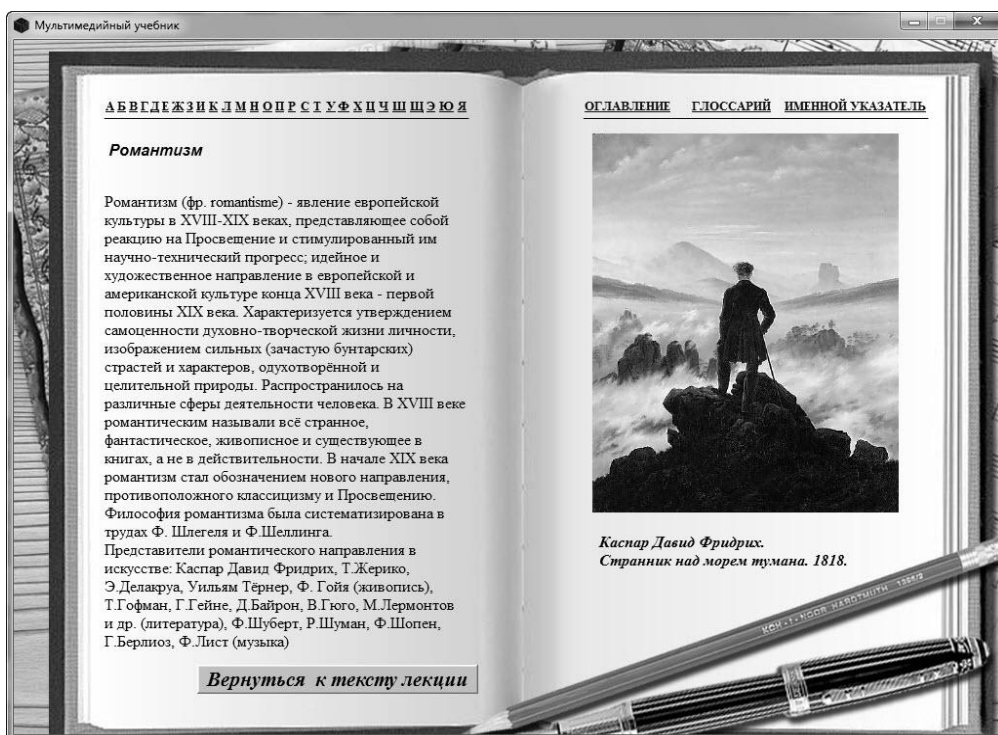 Мультимедийный учебник
А Б В Г Д Е Ж З И К Л М Н О П Р С Т У Ф Х Ц Ч Ш Щ Э Ю Я
Романтизм
Романтизм (фр. romantisme) - явление европейской
культуры в XVIII-XIX веках, представляющее собой
реакцию на Просвещение и стимулированный им
научно-технический прогресс; идейное и
художественное направление в европейской и
американской культуре конца XVIII века - первой
половины XIX века. Характеризуется утверждением
самоценности духовно-творческой жизни личности,
изображением сильных (зачастую бунтарских)
страстей и характеров, одухотворённой и
целительной природы. Распространилось на
различные сферы деятельности человека. В XVIII веке
романтическим называли всё странное,
фантастическое, живописное и существующее в
книгах, а не в действительности. В начале XIX века
романтизм стал обозначением нового направления,
противоположного классицизму и Просвещению.
Философия романтизма была систематизирована в
трудах Ф. Шлегеля и Ф.Шеллинга.
Представители романтического направления в
искусстве: Каспар Давид Фридрих, Т.Жерико,
Э.Делакруа, Уильям Тёрнер, Ф. Гойя (живопись),
Т.Гофман, Г.Гейне, Д.Байрон, В.Гюго, М.Лермонтов
и др. (литература), Ф.Шуберт, Р.Шуман, Ф.Шопен,
Г.Берлиоз, Ф.Лист (музыка)
Вернуться к тексту лекции
ОГЛАВЛЕНИЕ ГЛОССАРИЙ ИМЕННОЙ УКАЗАТЕЛЬ
Каспар Давид Фридрих.
Странник над морем тумана. 1818.
KOH-I-NOOR HARDTMUTH